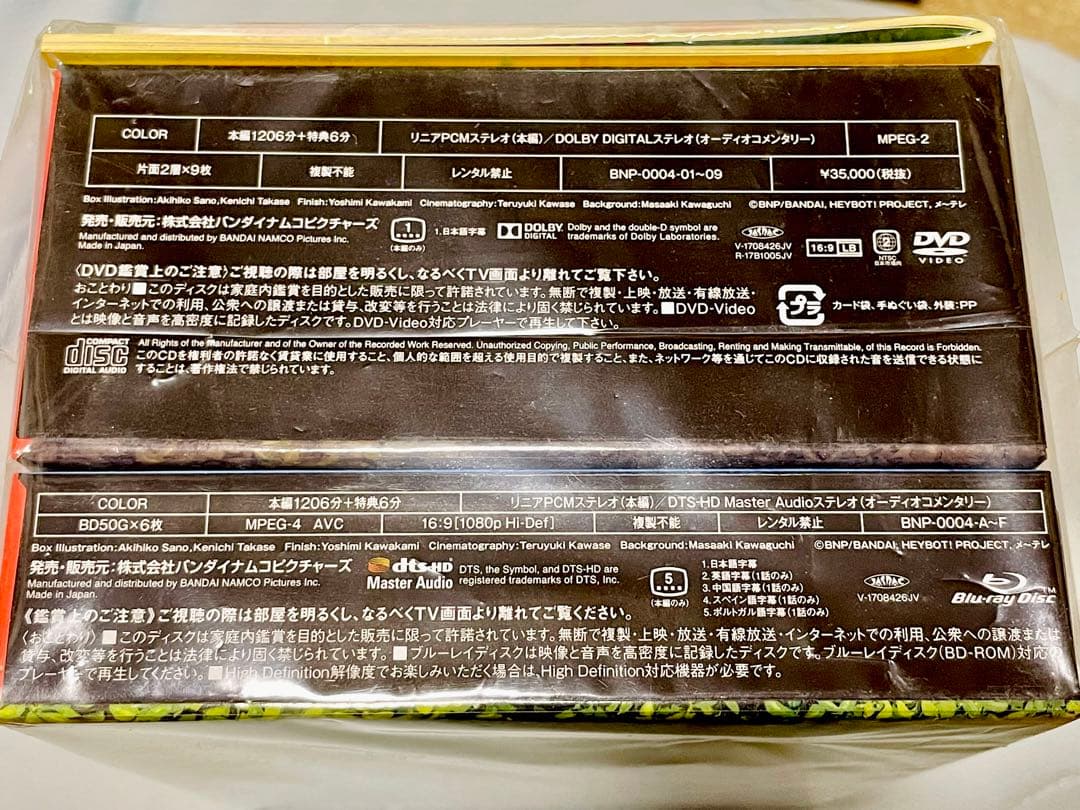 COLOR 本編1206分+特典6分 リニアPCMステレオ(本編)/DOLBY DIGITALステレオ(オーディオコメンタリー) MPEG-2
片面2層×9枚 複製不能 レンタル禁止 BNP-0004-01~09 ¥35,000(税抜)
Box Illustration:Akihiko Sano,Kenichi Takase Finish:Yoshimi Kawakami Cinematography:Teruyuki Kawase Background:Masaaki Kawaguchi ©BNP/BANDAI, HEYBOT! PROJECT, メ~テレ
発売・販売元:株式会社バンダイナムコピクチャーズ
Manufactured and distributed by BANDAI NAMCO Pictures Inc.
Made in Japan.
1
(本編のみ)
1.日本語字幕
DOLBY
DIGITAL
Dolby and the double-D symbol are
trademarks of Dolby Laboratories.
V-1708426JV
R-17B1005JV
16:9 LB
2
NTSC
日本市場向
DVD
VIDEO
〈DVD鑑賞上のご注意〉ご視聴の際は部屋を明るくし、なるべくTV画面より離れてご覧下さい。
おことわり■このディスクは家庭内鑑賞を目的とした販売に限って許諾されています。無断で複製・上映・放送・有線放送・
インターネットでの利用、公衆への譲渡または貸与、改変等を行うことは法律により固く禁じられています。■DVD-Video
とは映像と音声を高密度に記録したディスクです。DVD-Video対応プレーヤーで再生して下さい。
プラ
カード袋、手ぬぐい袋、外装:PP
COMPACT
disc
DIGITAL AUDIO
All Rights of the manufacturer and of the Owner of the Recorded Work Reserved. Unauthorized Copying, Public Performance, Broadcasting, Renting and Making Transmittable, of this Record is Forbidden.
このCDを権利者の許諾なく賃貸業に使用すること、個人的な範囲を超える使用目的で複製すること、また、ネットワーク等を通じてこのCDに収録された音を送信できる状態に
することは、著作権法で禁じられています。
COLOR 本編1206分+特典6分 リニアPCMステレオ(本編)/DTS-HD Master Audioステレオ(オーディオコメンタリー)
BD50G×6枚 MPEG-4 AVC 16:9[1080p Hi-Def] 複製不能 レンタル禁止 BNP-0004-A~F
Box Illustration:Akihiko Sano,Kenichi Takase Finish:Yoshimi Kawakami Cinematography:Teruyuki Kawase Background:Masaaki Kawaguchi ©BNP/BANDAI, HEYBOT! PROJECT, メ~テレ
発売・販売元:株式会社バンダイナムコピクチャーズ
Manufactured and distributed by BANDAI NAMCO Pictures Inc.
Made in Japan.
dts-HD
Master Audio
DTS, the Symbol, and DTS-HD are
registered trademarks of DTS, Inc.
5
(本編のみ)
1.日本語字幕
2.英語字幕(1話のみ)
3.中国語字幕(1話のみ)
4.スペイン語字幕(1話のみ)
5.ポルトガル語字幕(1話のみ)
V-1708426JV
Blu-ray Disc™
《鑑賞上のご注意》ご視聴の際は部屋を明るくし、なるべくTV画面より離れてご覧ください。
〈おことわり〉■このディスクは家庭内鑑賞を目的とした販売に限って許諾されています。無断で複製・上映・放送・有線放送・インターネットでの利用、公衆への譲渡または
貸与、改変等を行うことは法律により固く禁じられています。■ブルーレイディスクは映像と音声を高密度に記録したディスクです。ブルーレイディスク(BD-ROM)対応の
プレーヤーで再生してください。■High Definition解像度でお楽しみいただく場合は、High Definition対応機器が必要です。